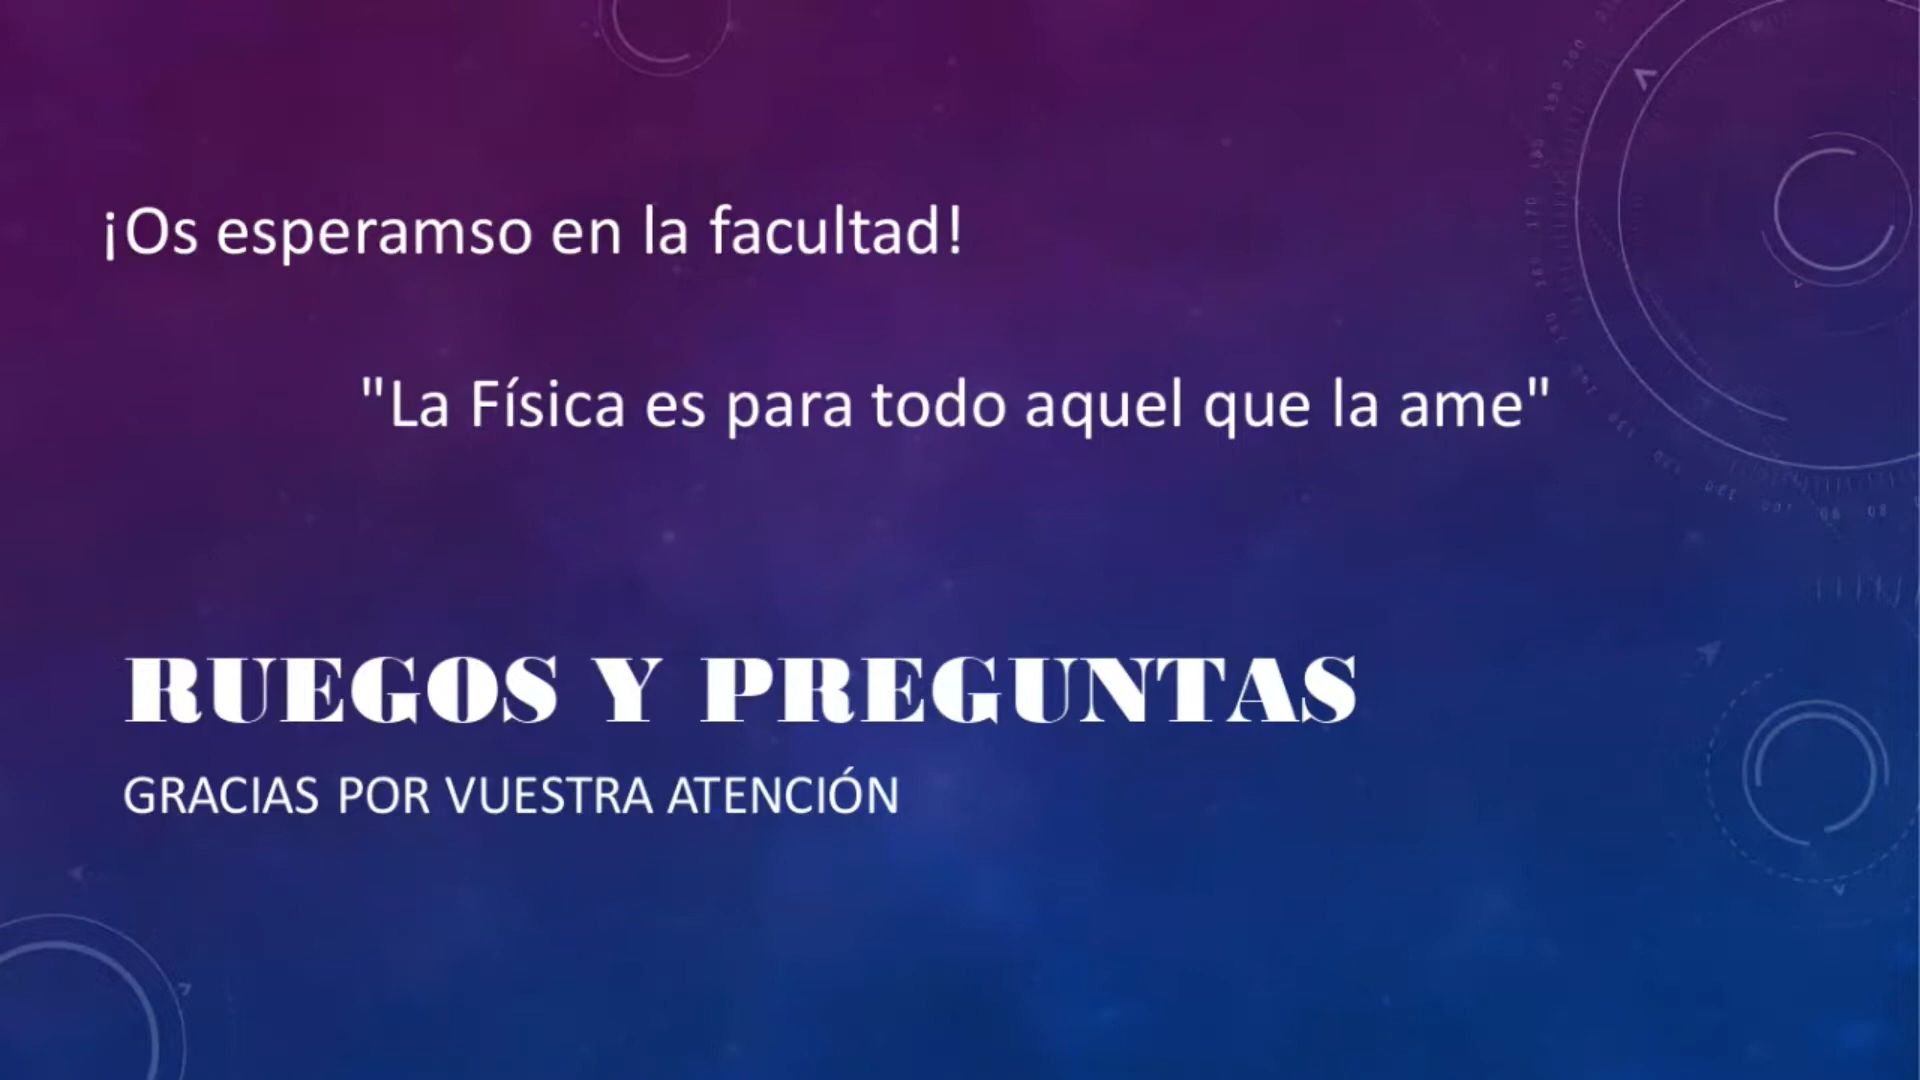 ¡Os esperamso en la facultad!
"La Física es para todo aquel que la ame"
RUEGOS Y PREGUNTAS
GRACIAS POR VUESTRA ATENCIÓN